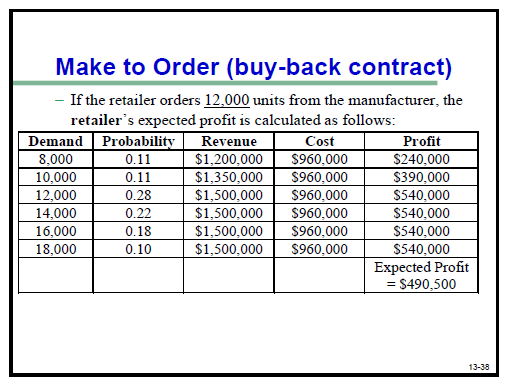 Make to Order (buy-back contract)
– If the retailer orders 12,000 units from the manufacturer, the
retailer's expected profit is calculated as follows:
Demand Probability Revenue Cost Profit
8,000 0.11 $1,200,000 $960,000 $240,000
10,000 0.11 $1,350,000 $960,000 $390,000
12,000 0.28 $1,500,000 $960,000 $540,000
14,000 0.22 $1,500,000 $960,000 $540,000
16,000 0.18 $1,500,000 $960,000 $540,000
18,000 0.10 $1,500,000 $960,000 $540,000
Expected Profit
= $490,500
13-38